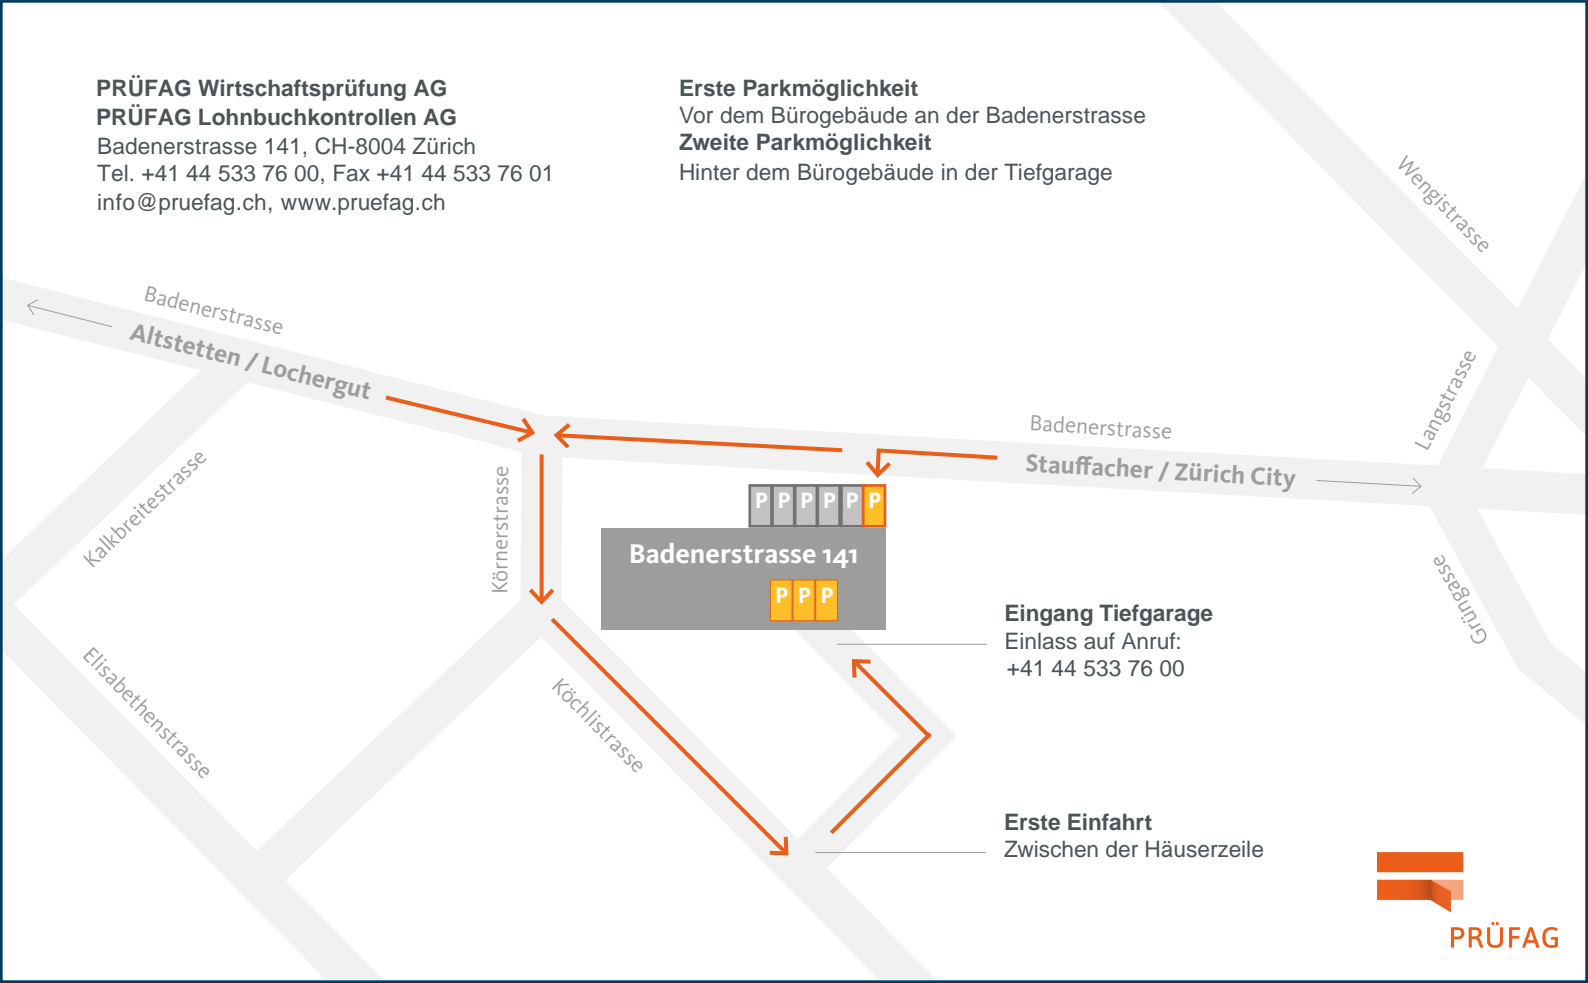 PRÜFAG Wirtschaftsprüfung AG
PRÜFAG Lohnbuchkontrollen AG
Badenerstrasse 141, CH-8004 Zürich
Tel. +41 44 533 76 00, Fax +41 44 533 76 01
info@pruefag.ch, www.pruefag.ch
Erste Parkmöglichkeit
Vor dem Bürogebäude an der Badenerstrasse
Zweite Parkmöglichkeit
Hinter dem Bürogebäude in der Tiefgarage
Wengistrasse
Badenerstrasse
Altstetten / Lochergut
Langstrasse
Badenerstrasse
Stauffacher / Zürich City
Kalkbreitestrasse
Körnerstrasse
P P P P P P
Badenerstrasse 141
P P P
Grüngasse
Eingang Tiefgarage
Einlass auf Anruf:
+41 44 533 76 00
Elisabethenstrasse
Köchlistrasse
Erste Einfahrt
Zwischen der Häuserzeile
PRÜFAG